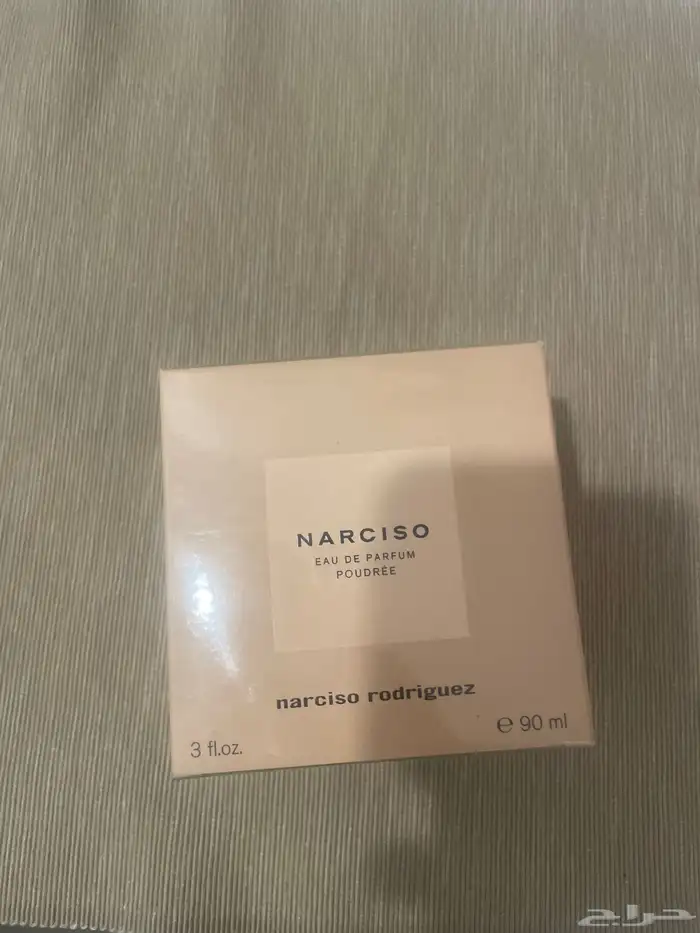 NARCISO
EAU DE PARFUM
POUDRÉE
narciso rodriguez
3 fl.oz.
℮ 90 ml
حراج